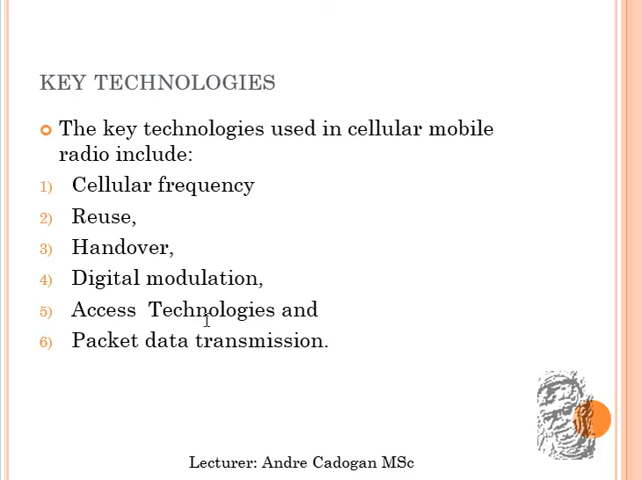 KEY TECHNOLOGIES
The key technologies used in cellular mobile
radio include:
1) Cellular frequency
2) Reuse,
3) Handover,
4) Digital modulation,
5) Access Technologies and
6) Packet data transmission.
Lecturer: Andre Cadogan MSc